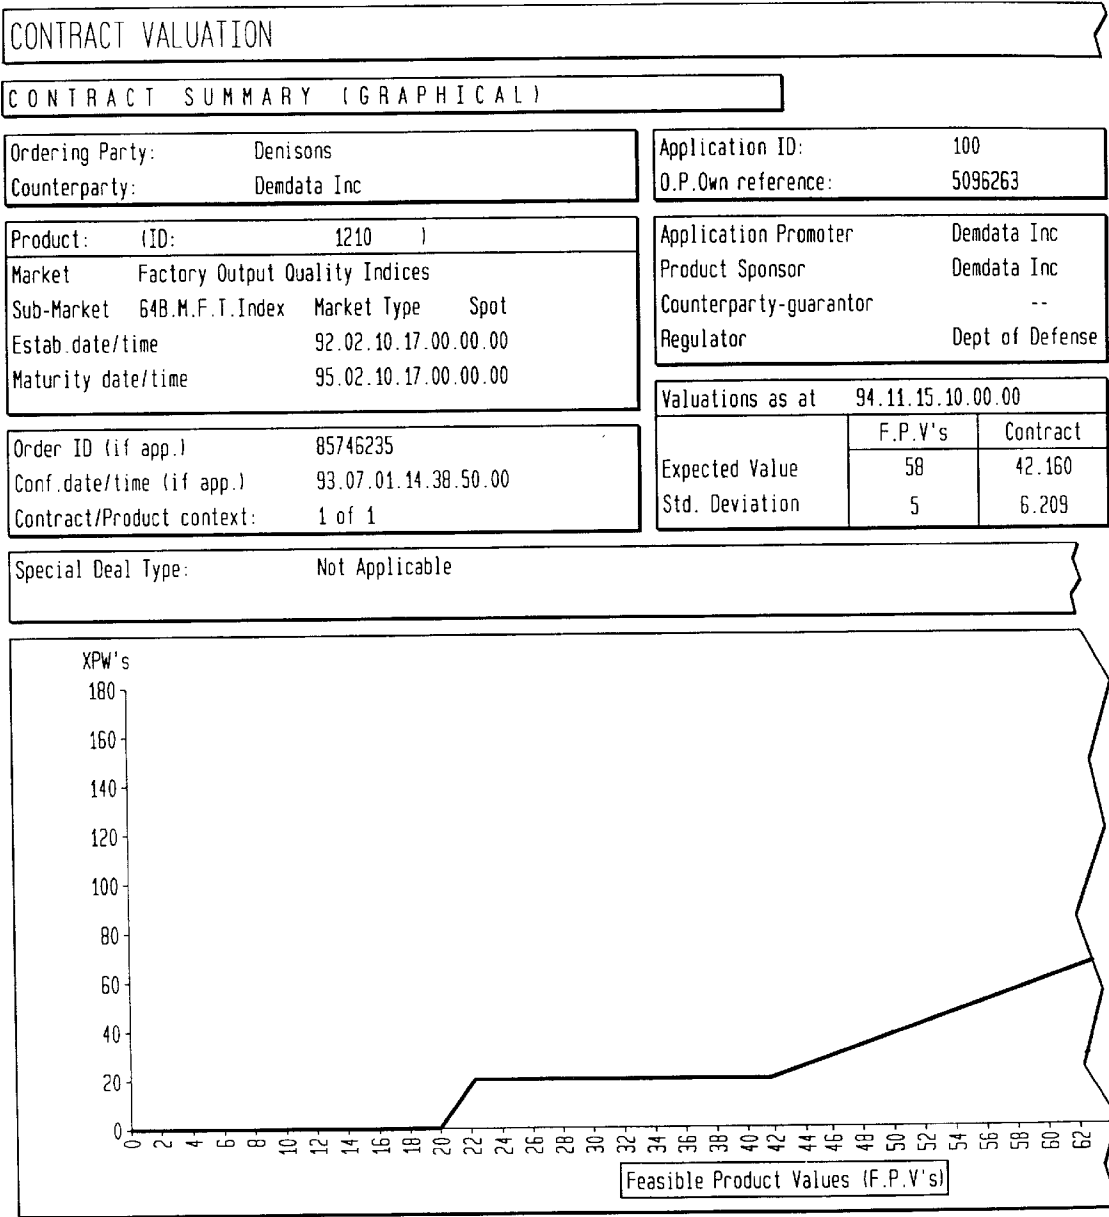 CONTRACT VALUATION
CONTRACT SUMMARY (GRAPHICAL)
Ordering Party: Denisons
Counterparty: Demdata Inc
Application ID: 100
O.P.Own reference: 5096263
Product: (ID: 1210 )
Market Factory Output Quality Indices
Sub-Market 64B.M.F.T.Index Market Type Spot
Estab.date/time 92.02.10.17.00.00.00
Maturity date/time 95.02.10.17.00.00.00
Application Promoter Demdata Inc
Product Sponsor Demdata Inc
Counterparty-guarantor --
Regulator Dept of Defense
Order ID (if app.) 85746235
Conf.date/time (if app.) 93.07.01.14.38.50.00
Contract/Product context: 1 of 1
Valuations as at 94.11.15.10.00.00
F.P.V's Contract
Expected Value 58 42.160
Std. Deviation 5 6.209
Special Deal Type: Not Applicable
XPW's
180
160
140
120
100
80
60
40
20
0
0 2 4 6 8 10 12 14 16 18 20 22 24 26 28 30 32 34 36 38 40 42 44 46 48 50 52 54 56 58 60 62
Feasible Product Values (F.P.V's)